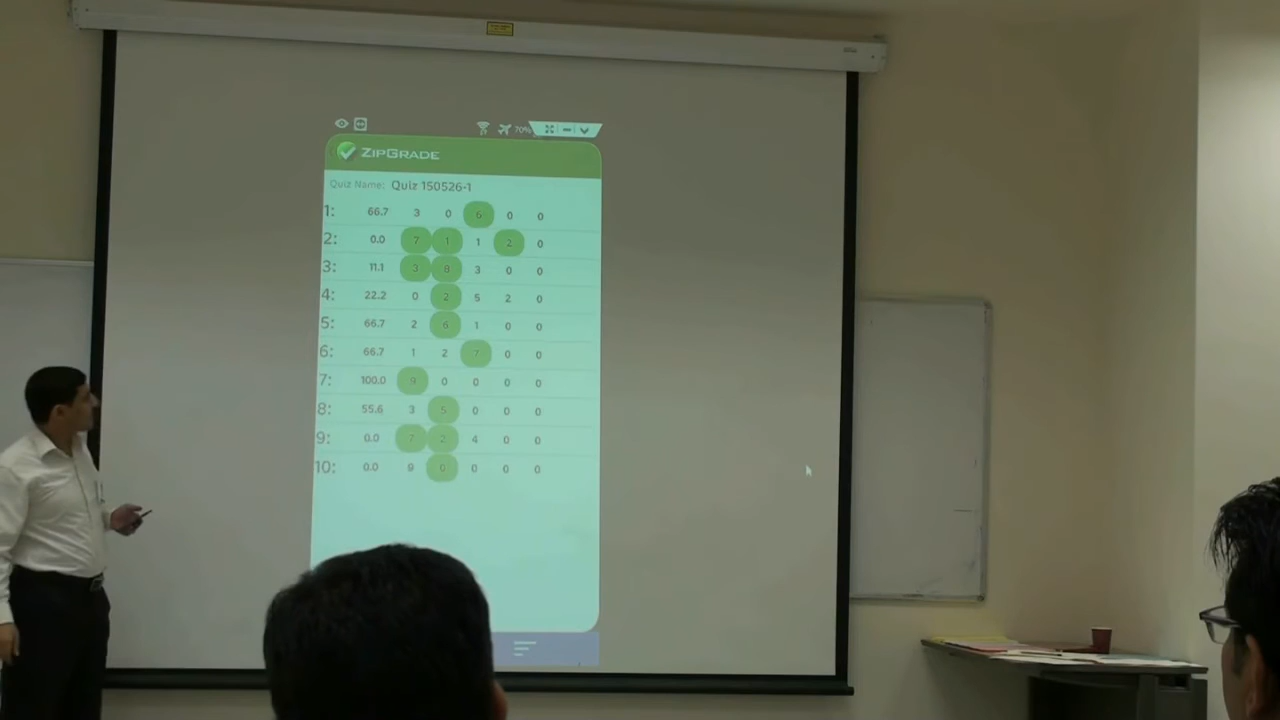 70%
ZIPGRADE
Quiz Name: Quiz 150526-1
1: 66.7 3 0 6 0 0
2: 0.0 7 1 1 2 0
3: 11.1 3 8 3 0 0
4: 22.2 0 2 5 2 0
5: 66.7 2 6 1 0 0
6: 66.7 1 2 7 0 0
7: 100.0 9 0 0 0 0
8: 55.6 3 5 0 0 0
9: 0.0 7 2 4 0 0
10: 0.0 9 0 0 0 0